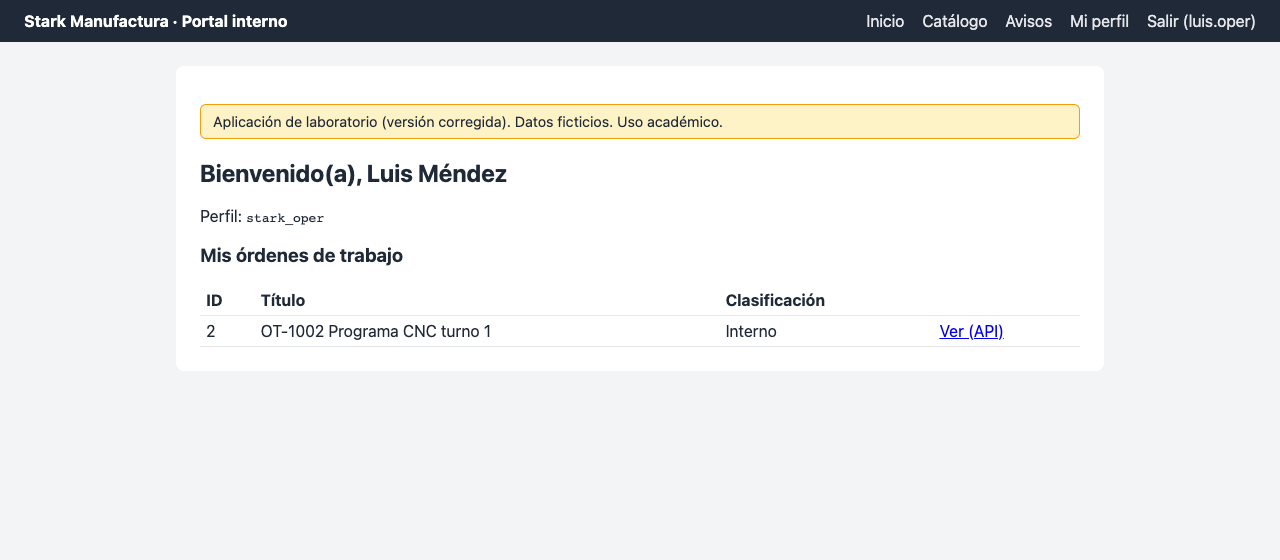 Stark Manufactura · Portal interno Inicio Catálogo Avisos Mi perfil Salir (luis.oper)
Aplicación de laboratorio (versión corregida). Datos ficticios. Uso académico.
Bienvenido(a), Luis Méndez
Perfil: stark_oper
Mis órdenes de trabajo
ID Título Clasificación
2 OT-1002 Programa CNC turno 1 Interno Ver (API)